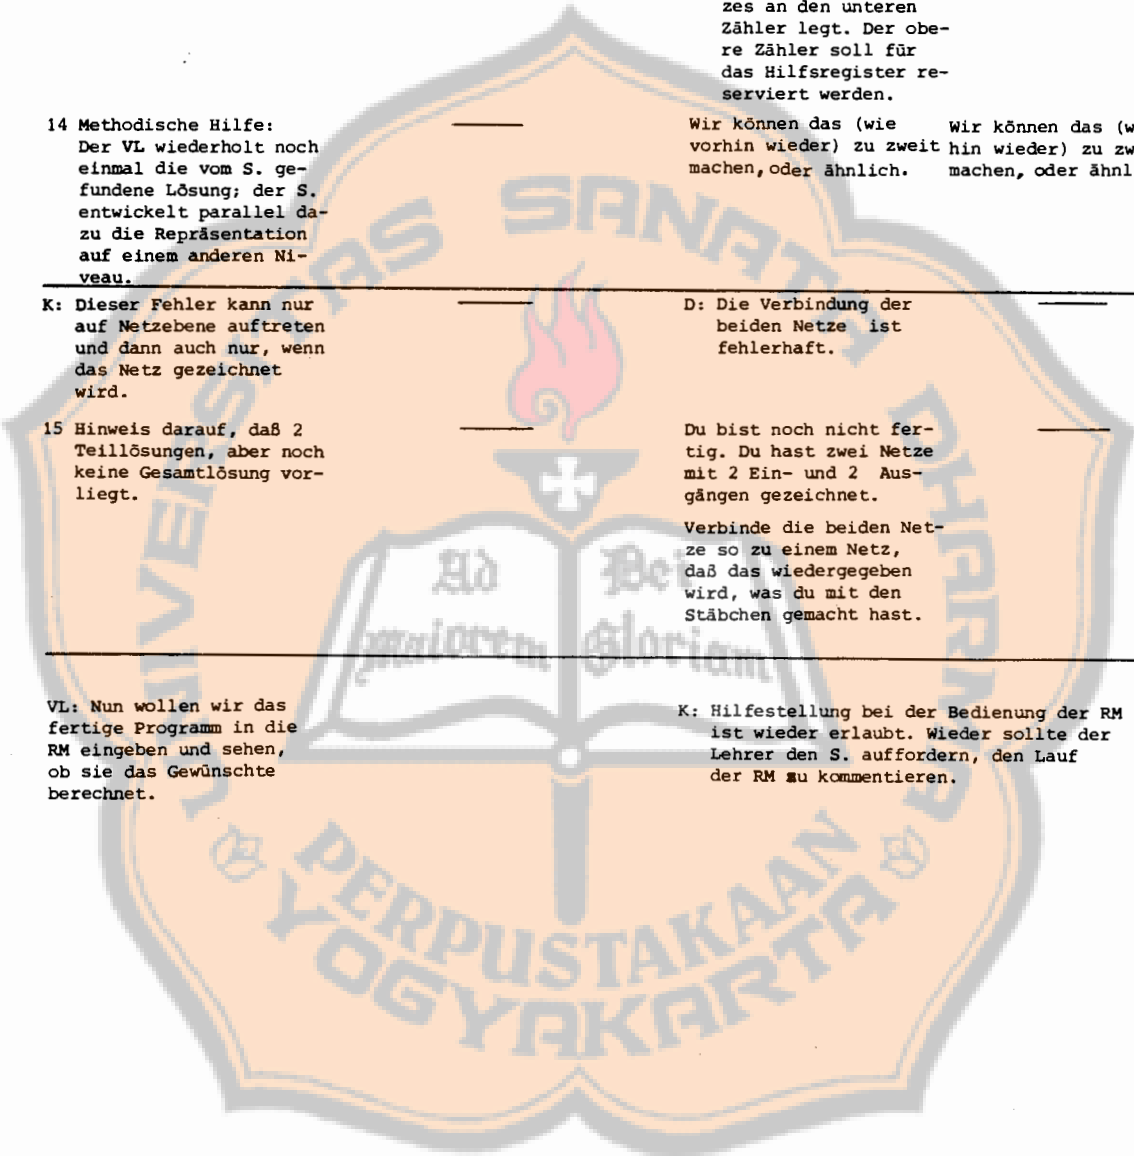 zes an den unteren
Zähler legt. Der obe-
re Zähler soll für
das Hilfsregister re-
serviert werden.
14 Methodische Hilfe:
Der VL wiederholt noch
einmal die vom S. ge-
fundene Lösung; der S.
entwickelt parallel da-
zu die Repräsentation
auf einem anderen Ni-
veau.
Wir können das (wie
vorhin wieder) zu zweit
machen, oder ähnlich.
Wir können das (w
hin wieder) zu zw
machen, oder ähnl
K: Dieser Fehler kann nur
auf Netzebene auftreten
und dann auch nur, wenn
das Netz gezeichnet
wird.
D: Die Verbindung der
beiden Netze ist
fehlerhaft.
15 Hinweis darauf, daß 2
Teillösungen, aber noch
keine Gesamtlösung vor-
liegt.
Du bist noch nicht fer-
tig. Du hast zwei Netze
mit 2 Ein- und 2 Aus-
gängen gezeichnet.
Verbinde die beiden Net-
ze so zu einem Netz,
daß das wiedergegeben
wird, was du mit den
Stäbchen gemacht hast.
VL: Nun wollen wir das
fertige Programm in die
RM eingeben und sehen,
ob sie das Gewünschte
berechnet.
K: Hilfestellung bei der Bedienung der RM
ist wieder erlaubt. Wieder sollte der
Lehrer den S. auffordern, den Lauf
der RM zu kommentieren.
UNIVERSITAS SANATA DHARMA
Ad
maiorem
Dei
Gloriam
PERPUSTAKAAN
YOGYAKARTA